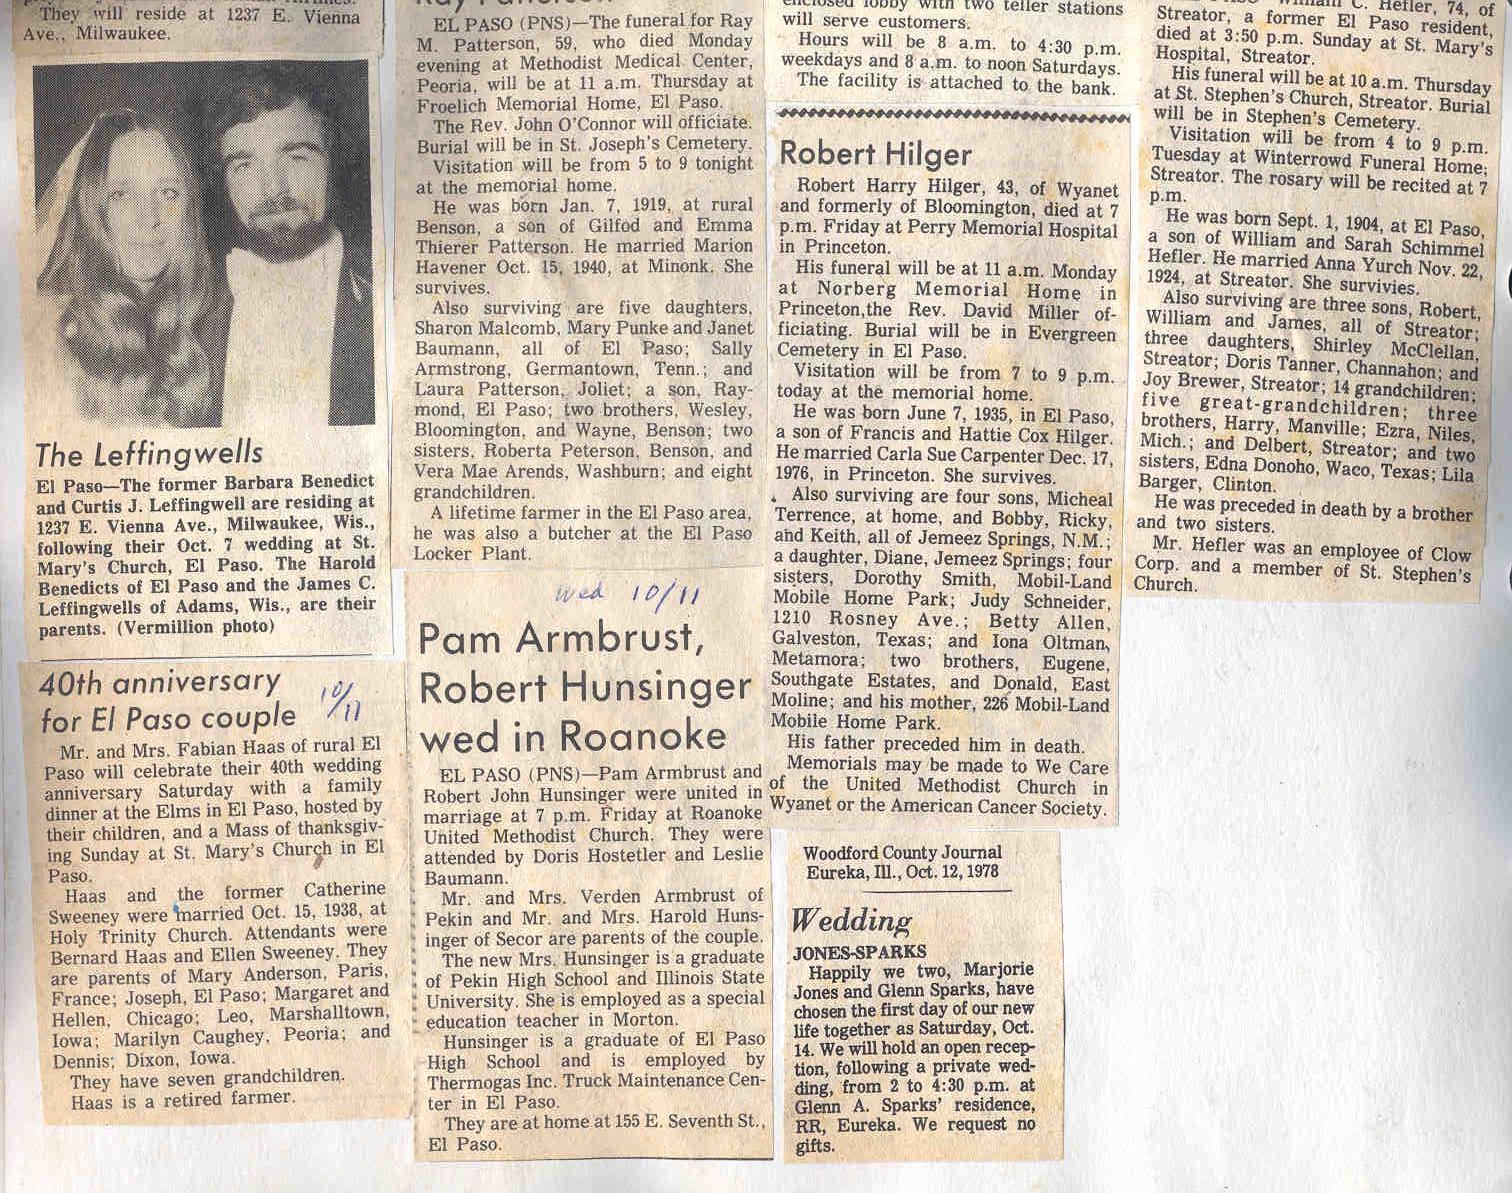 They will reside at 1237 E. Vienna
Ave., Milwaukee.
The Leffingwells
El Paso—The former Barbara Benedict
and Curtis J. Leffingwell are residing at
1237 E. Vienna Ave., Milwaukee, Wis.,
following their Oct. 7 wedding at St.
Mary's Church, El Paso. The Harold
Benedicts of El Paso and the James C.
Leffingwells of Adams, Wis., are their
parents. (Vermillion photo)
40th anniversary
for El Paso couple
10/11
Mr. and Mrs. Fabian Haas of rural El
Paso will celebrate their 40th wedding
anniversary Saturday with a family
dinner at the Elms in El Paso, hosted by
their children, and a Mass of thanksgiv-
ing Sunday at St. Mary's Church in El
Paso.
Haas and the former Catherine
Sweeney were married Oct. 15, 1938, at
Holy Trinity Church. Attendants were
Bernard Haas and Ellen Sweeney. They
are parents of Mary Anderson, Paris,
France; Joseph, El Paso; Margaret and
Hellen, Chicago; Leo, Marshalltown,
Iowa; Marilyn Caughey, Peoria; and
Dennis; Dixon, Iowa.
They have seven grandchildren.
Haas is a retired farmer.
Ray Patterson
EL PASO (PNS)—The funeral for Ray
M. Patterson, 59, who died Monday
evening at Methodist Medical Center,
Peoria, will be at 11 a.m. Thursday at
Froelich Memorial Home, El Paso.
The Rev. John O'Connor will officiate.
Burial will be in St. Joseph's Cemetery.
Visitation will be from 5 to 9 tonight
at the memorial home.
He was born Jan. 7, 1919, at rural
Benson, a son of Gilfod and Emma
Thierer Patterson. He married Marion
Havener Oct. 15, 1940, at Minonk. She
survives.
Also surviving are five daughters,
Sharon Malcomb, Mary Punke and Janet
Baumann, all of El Paso; Sally
Armstrong, Germantown, Tenn.; and
Laura Patterson, Joliet; a son, Ray-
mond, El Paso; two brothers, Wesley,
Bloomington, and Wayne, Benson; two
sisters, Roberta Peterson, Benson, and
Vera Mae Arends, Washburn; and eight
grandchildren.
A lifetime farmer in the El Paso area,
he was also a butcher at the El Paso
Locker Plant.
Wed 10/11
Pam Armbrust,
Robert Hunsinger
wed in Roanoke
EL PASO (PNS)—Pam Armbrust and
Robert John Hunsinger were united in
marriage at 7 p.m. Friday at Roanoke
United Methodist Church. They were
attended by Doris Hostetler and Leslie
Baumann.
Mr. and Mrs. Verden Armbrust of
Pekin and Mr. and Mrs. Harold Huns-
inger of Secor are parents of the couple.
The new Mrs. Hunsinger is a graduate
of Pekin High School and Illinois State
University. She is employed as a special
education teacher in Morton.
Hunsinger is a graduate of El Paso
High School and is employed by
Thermogas Inc. Truck Maintenance Cen-
ter in El Paso.
They are at home at 155 E. Seventh St.,
El Paso.
enclosed lobby with two teller stations
will serve customers.
Hours will be 8 a.m. to 4:30 p.m.
weekdays and 8 a.m. to noon Saturdays.
The facility is attached to the bank.
Robert Hilger
Robert Harry Hilger, 43, of Wyanet
and formerly of Bloomington, died at 7
p.m. Friday at Perry Memorial Hospital
in Princeton.
His funeral will be at 11 a.m. Monday
at Norberg Memorial Home in
Princeton,the Rev. David Miller of-
ficiating. Burial will be in Evergreen
Cemetery in El Paso.
Visitation will be from 7 to 9 p.m.
today at the memorial home.
He was born June 7, 1935, in El Paso,
a son of Francis and Hattie Cox Hilger.
He married Carla Sue Carpenter Dec. 17,
1976, in Princeton. She survives.
Also surviving are four sons, Micheal
Terrence, at home, and Bobby, Ricky,
and Keith, all of Jemeez Springs, N.M.;
a daughter, Diane, Jemeez Springs; four
sisters, Dorothy Smith, Mobil-Land
Mobile Home Park; Judy Schneider,
1210 Rosney Ave.; Betty Allen,
Galveston, Texas; and Iona Oltman,
Metamora; two brothers, Eugene,
Southgate Estates, and Donald, East
Moline; and his mother, 226 Mobil-Land
Mobile Home Park.
His father preceded him in death.
Memorials may be made to We Care
of the United Methodist Church in
Wyanet or the American Cancer Society.
Woodford County Journal
Eureka, Ill., Oct. 12, 1978
Wedding
JONES-SPARKS
Happily we two, Marjorie
Jones and Glenn Sparks, have
chosen the first day of our new
life together as Saturday, Oct.
14. We will hold an open recep-
tion, following a private wed-
ding, from 2 to 4:30 p.m. at
Glenn A. Sparks' residence,
RR, Eureka. We request no
gifts.
C. Hefler, 74, of
Streator, a former El Paso resident,
died at 3:50 p.m. Sunday at St. Mary's
Hospital, Streator.
His funeral will be at 10 a.m. Thursday
at St. Stephen's Church, Streator. Burial
will be in Stephen's Cemetery.
Visitation will be from 4 to 9 p.m.
Tuesday at Winterrowd Funeral Home;
Streator. The rosary will be recited at 7
p.m.
He was born Sept. 1, 1904, at El Paso,
a son of William and Sarah Schimmel
Hefler. He married Anna Yurch Nov. 22,
1924, at Streator. She survivies.
Also surviving are three sons, Robert,
William and James, all of Streator;
three daughters, Shirley McClellan,
Streator; Doris Tanner, Channahon; and
Joy Brewer, Streator; 14 grandchildren;
five great-grandchildren; three
brothers, Harry, Manville; Ezra, Niles,
Mich.; and Delbert, Streator; and two
sisters, Edna Donoho, Waco, Texas; Lila
Barger, Clinton.
He was preceded in death by a brother
and two sisters.
Mr. Hefler was an employee of Clow
Corp. and a member of St. Stephen's
Church.